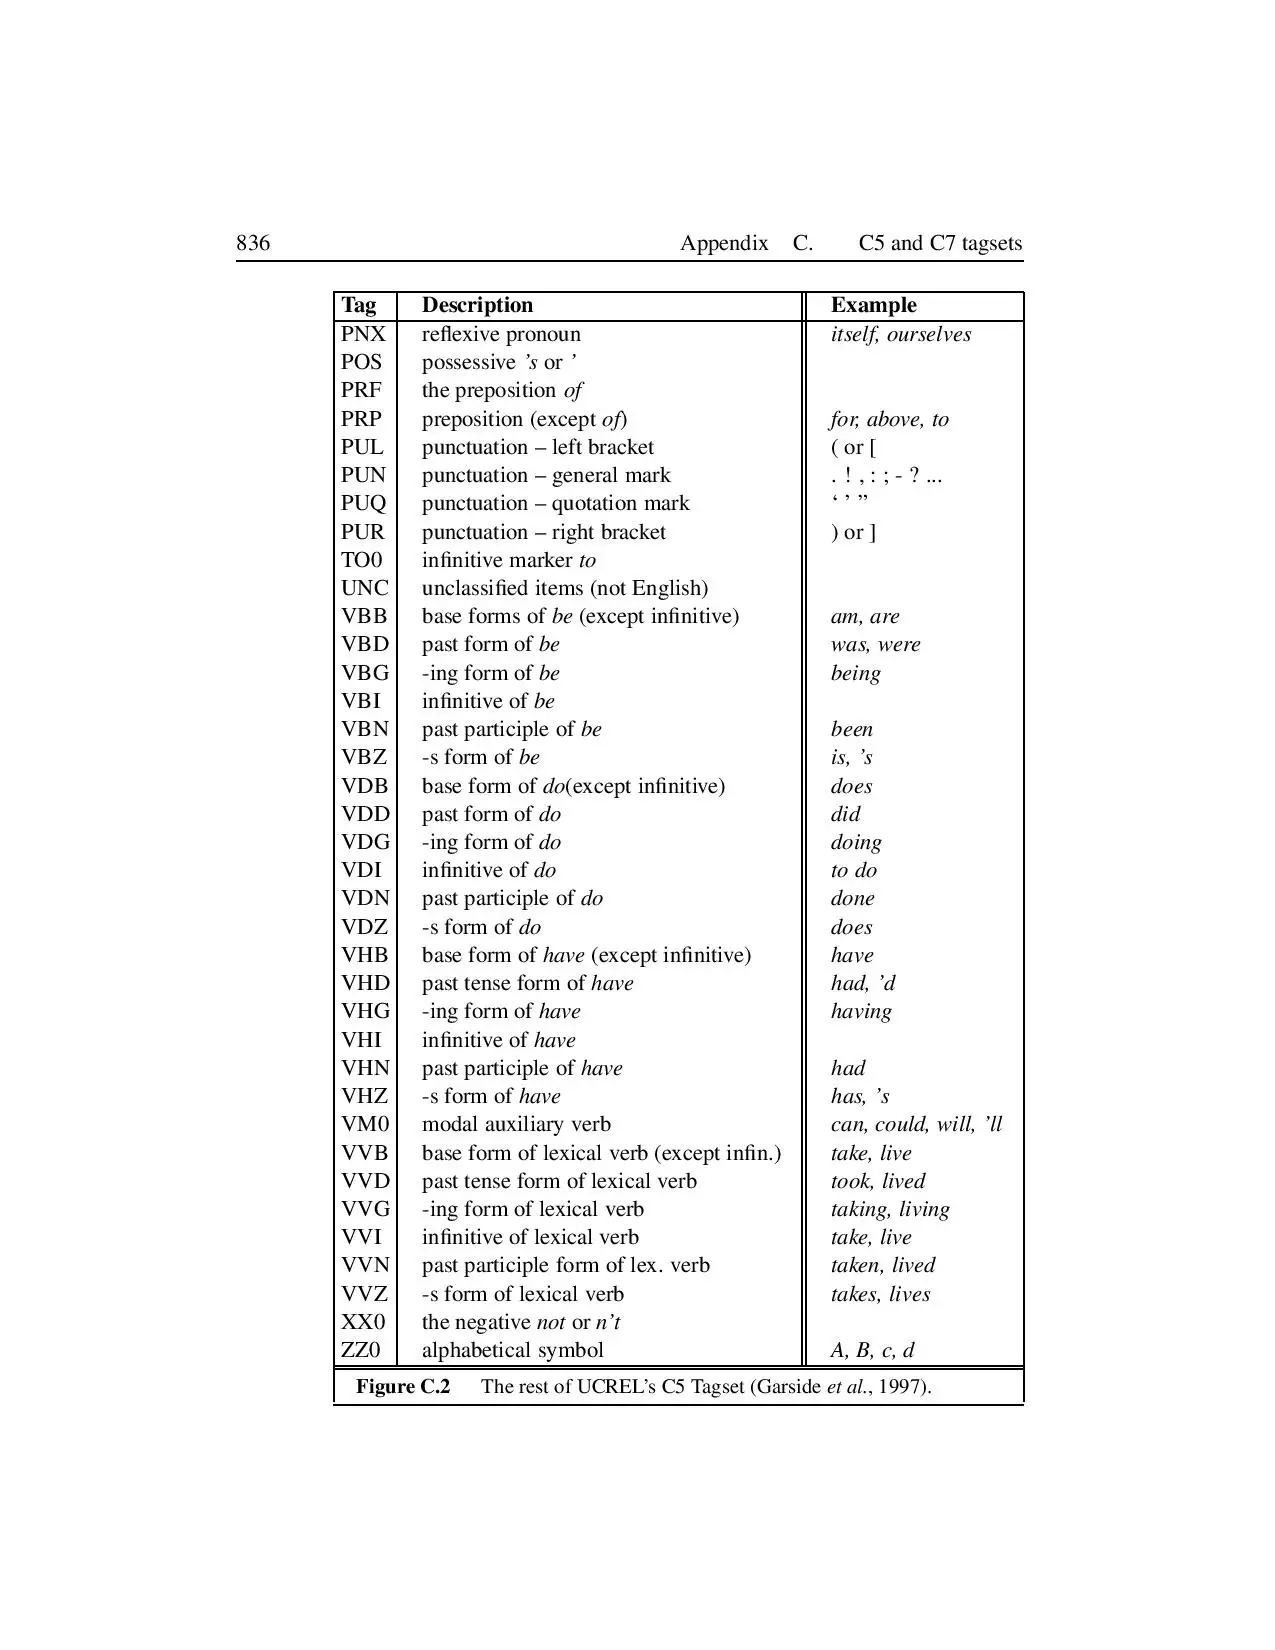 836 Appendix C. C5 and C7 tagsets
Tag Description Example
PNX reflexive pronoun itself, ourselves
POS possessive ’s or ’
PRF the preposition of
PRP preposition (except of) for, above, to
PUL punctuation – left bracket ( or [
PUN punctuation – general mark . ! , : ; - ? ...
PUQ punctuation – quotation mark ‘ ’ ”
PUR punctuation – right bracket ) or ]
TO0 infinitive marker to
UNC unclassified items (not English)
VBB base forms of be (except infinitive) am, are
VBD past form of be was, were
VBG -ing form of be being
VBI infinitive of be
VBN past participle of be been
VBZ -s form of be is, ’s
VDB base form of do(except infinitive) does
VDD past form of do did
VDG -ing form of do doing
VDI infinitive of do to do
VDN past participle of do done
VDZ -s form of do does
VHB base form of have (except infinitive) have
VHD past tense form of have had, ’d
VHG -ing form of have having
VHI infinitive of have
VHN past participle of have had
VHZ -s form of have has, ’s
VM0 modal auxiliary verb can, could, will, ’ll
VVB base form of lexical verb (except infin.) take, live
VVD past tense form of lexical verb took, lived
VVG -ing form of lexical verb taking, living
VVI infinitive of lexical verb take, live
VVN past participle form of lex. verb taken, lived
VVZ -s form of lexical verb takes, lives
XX0 the negative not or n’t
ZZ0 alphabetical symbol A, B, c, d
Figure C.2 The rest of UCREL’s C5 Tagset (Garside et al., 1997).